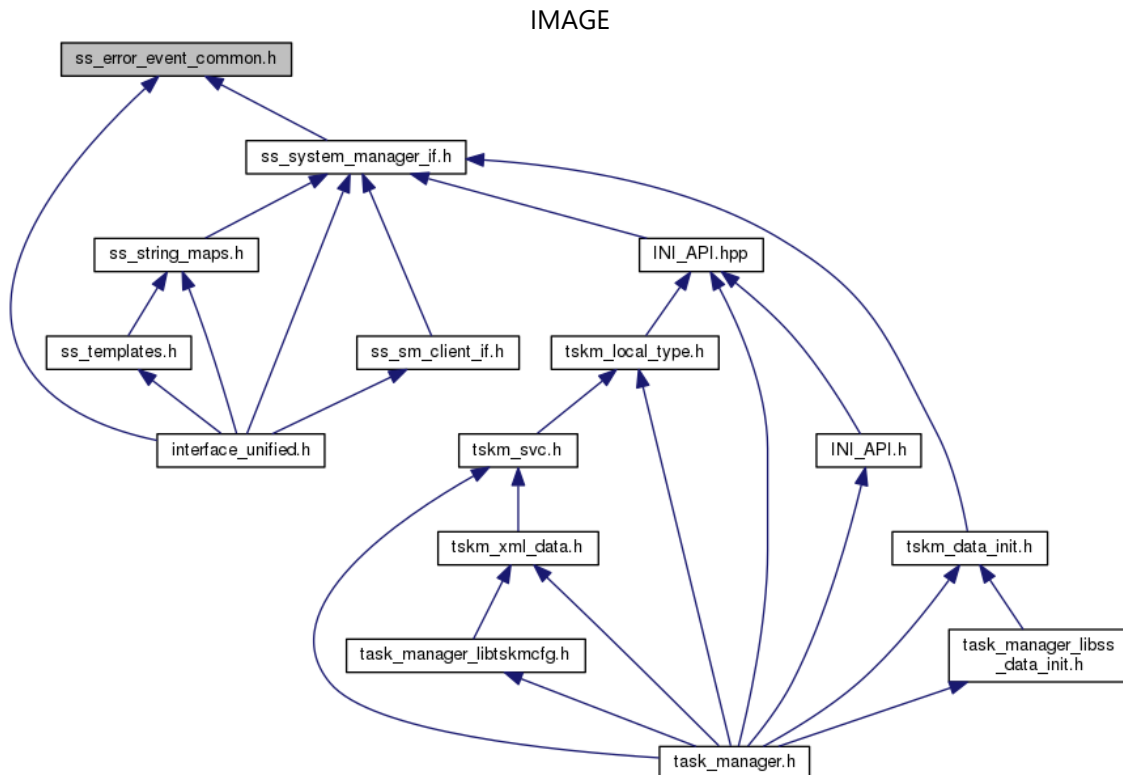 IMAGE
ss_error_event_common.h
ss_system_manager_if.h
ss_string_maps.h
INI_API.hpp
ss_templates.h
ss_sm_client_if.h
tskm_local_type.h
interface_unified.h
tskm_svc.h
INI_API.h
tskm_xml_data.h
tskm_data_init.h
task_manager_libtskmcfg.h
task_manager_libss
_data_init.h
task_manager.h